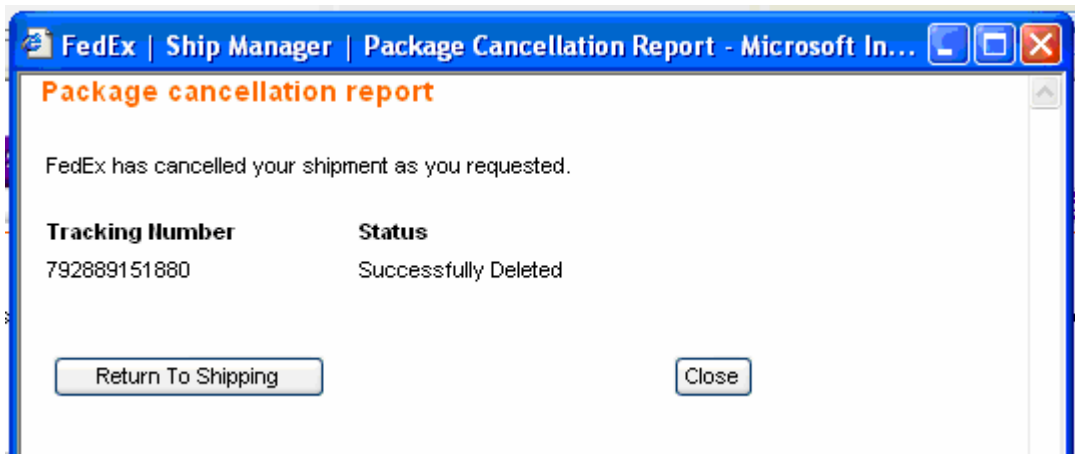 FedEx | Ship Manager | Package Cancellation Report - Microsoft In...
Package cancellation report
FedEx has cancelled your shipment as you requested.
Tracking Number Status
792889151880 Successfully Deleted
Return To Shipping Close